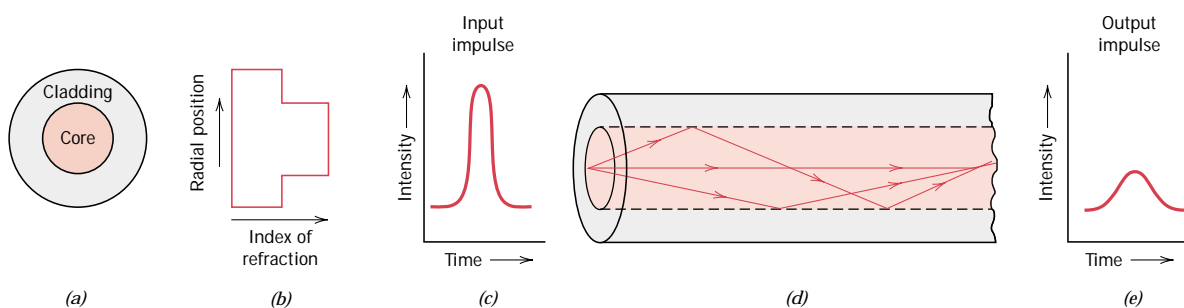 Cladding
Core
(a)
Radial position
Index of
refraction
(b)
Input
impulse
Intensity
Time
(c)
(d)
Output
impulse
Intensity
Time
(e)